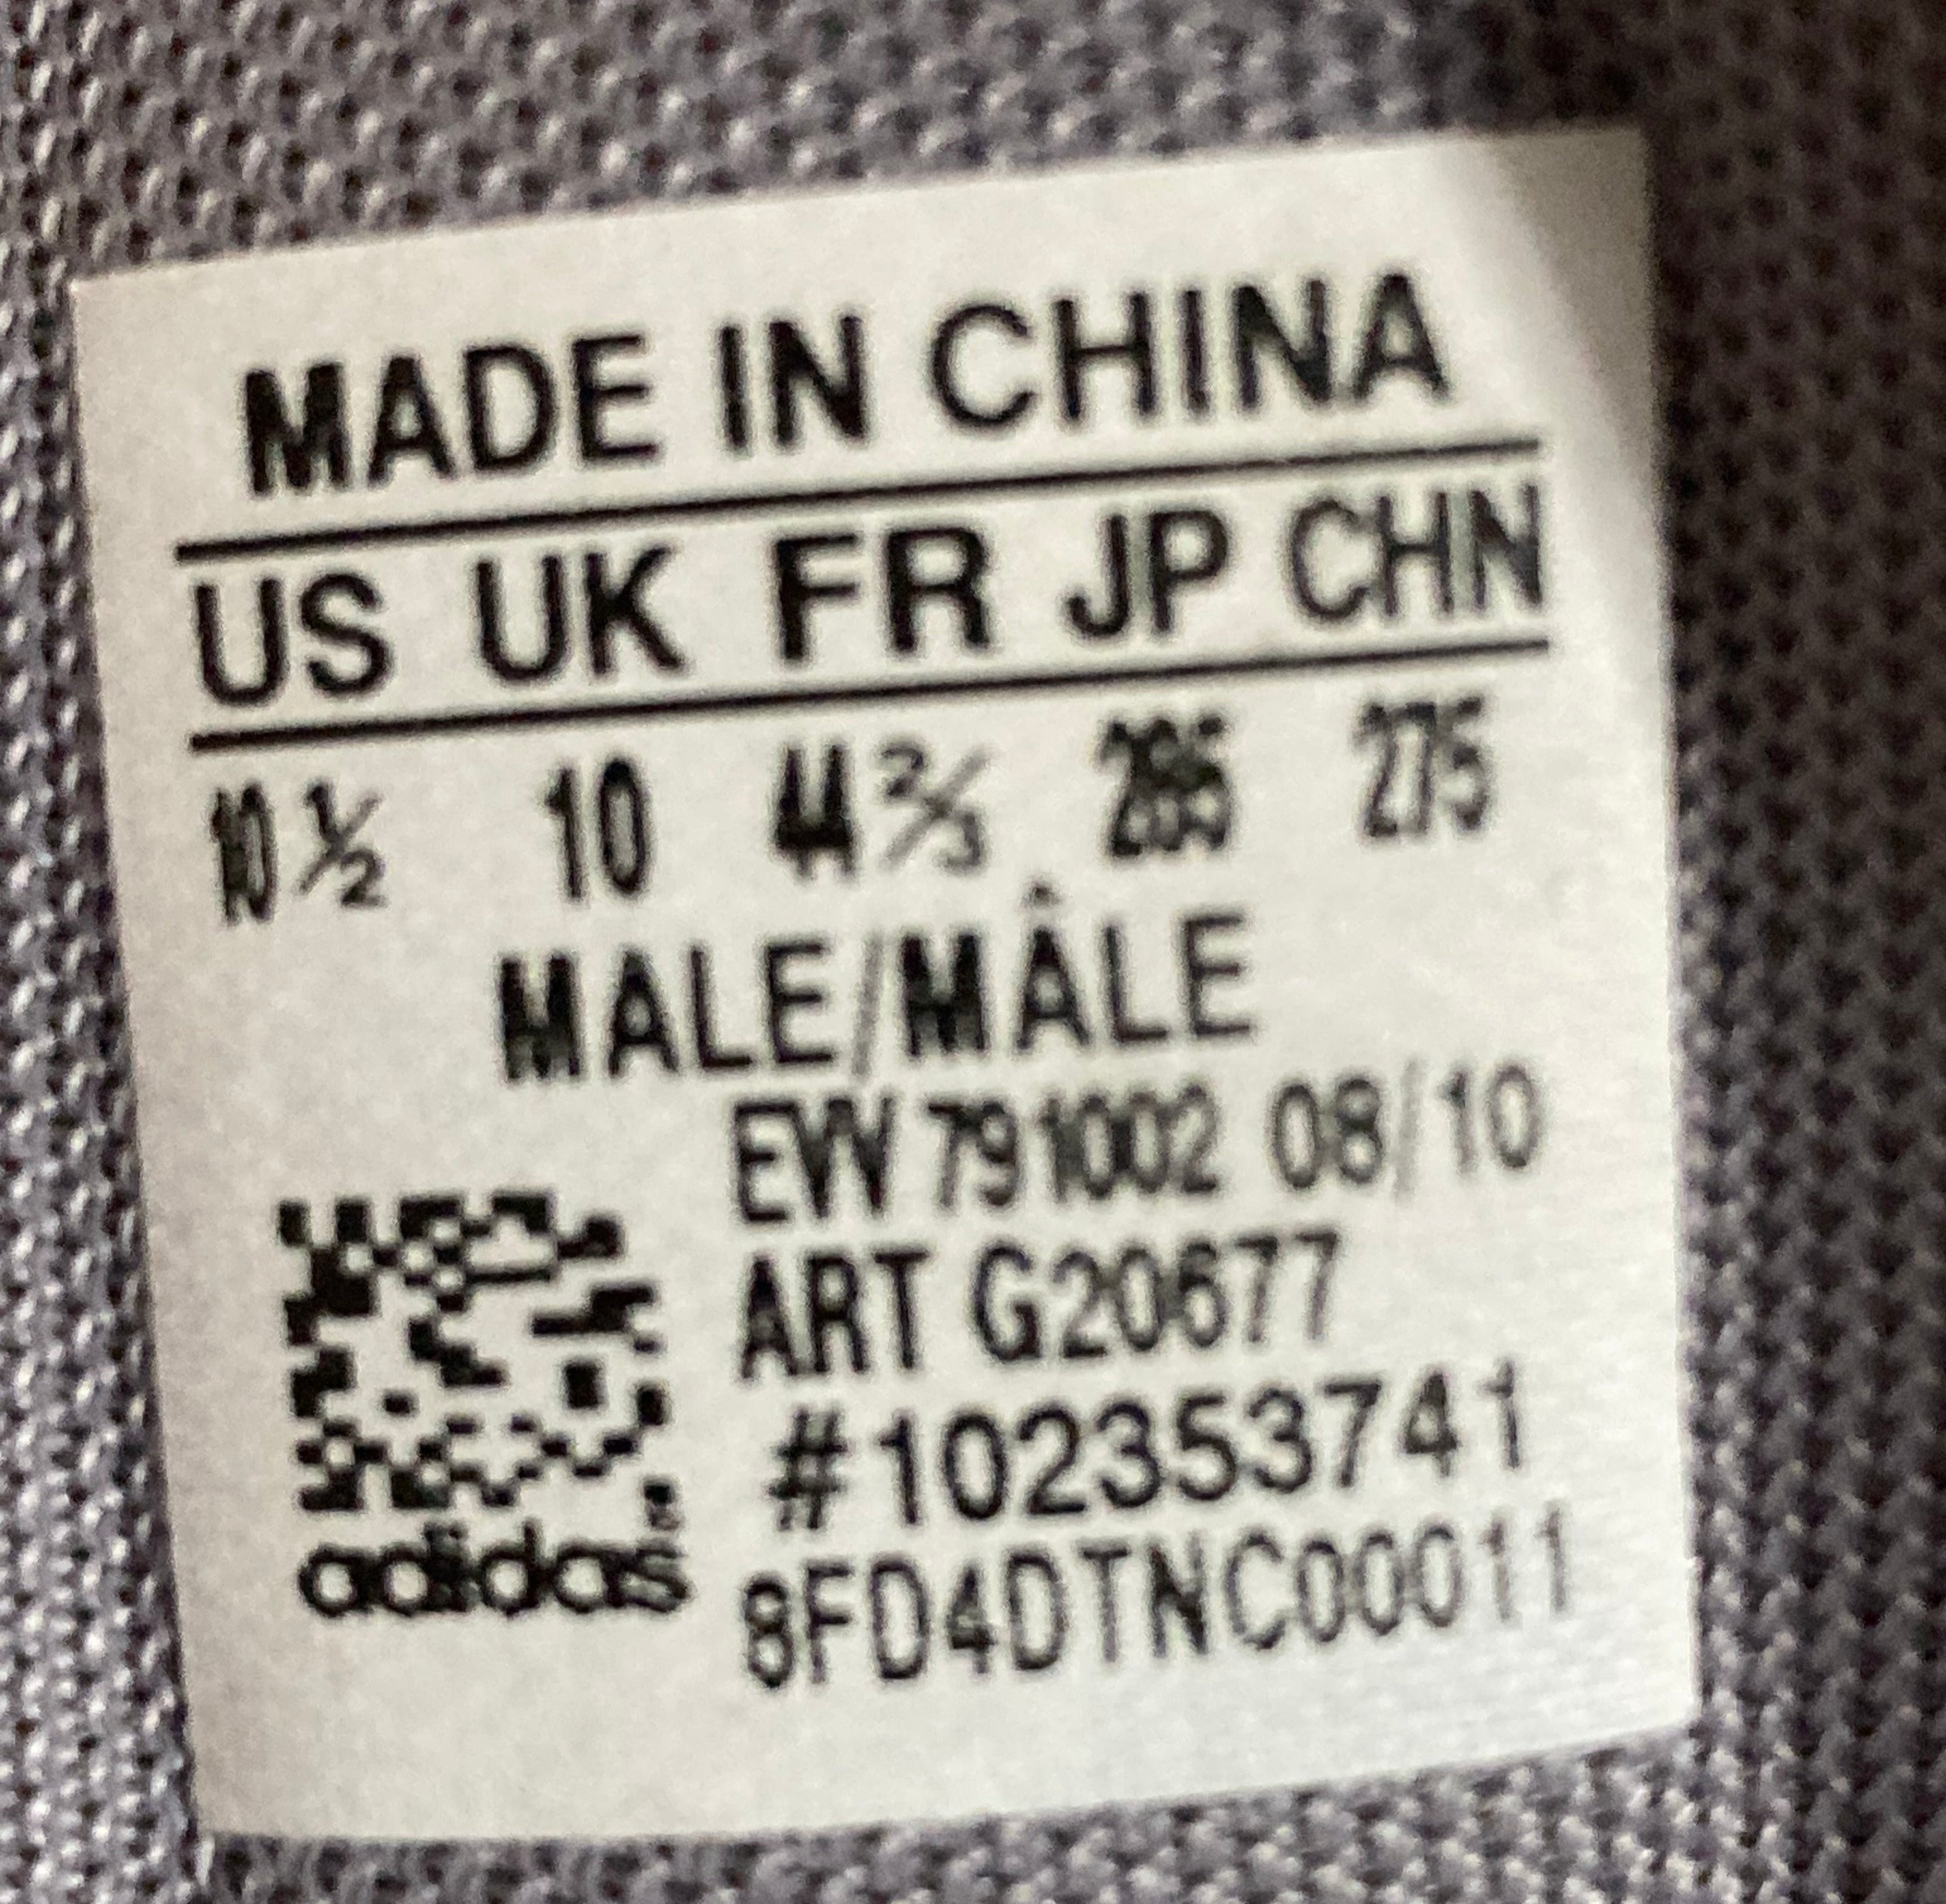 MADE IN CHINA
US UK FR JP CHN
10 ½ 10 44 ⅔ 285 275
MALE/MÂLE
EW 791002 08/10
ART G20677
#102353741
adidas
8FD4DTNC00011